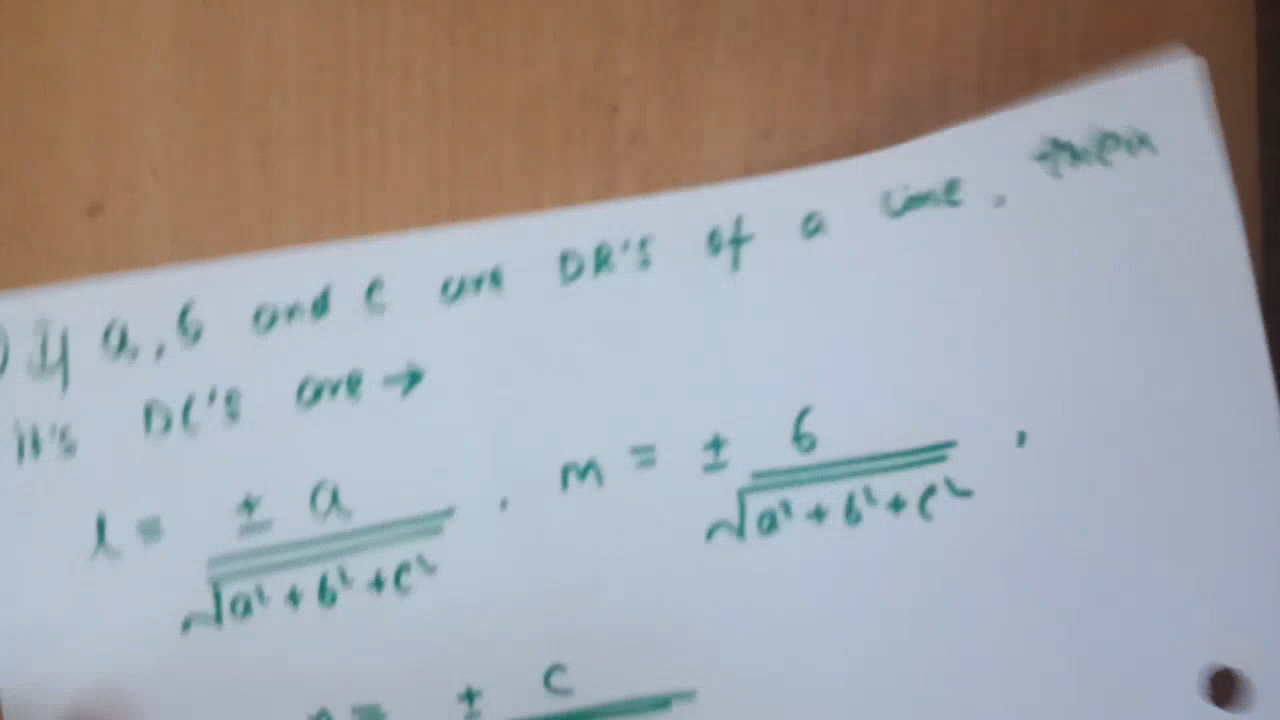 ) If a, b and c are DR's of a line, then
it's DC's are →
l = ± a / √a² + b² + c² , m = ± b / √a² + b² + c² ,
n = ± c